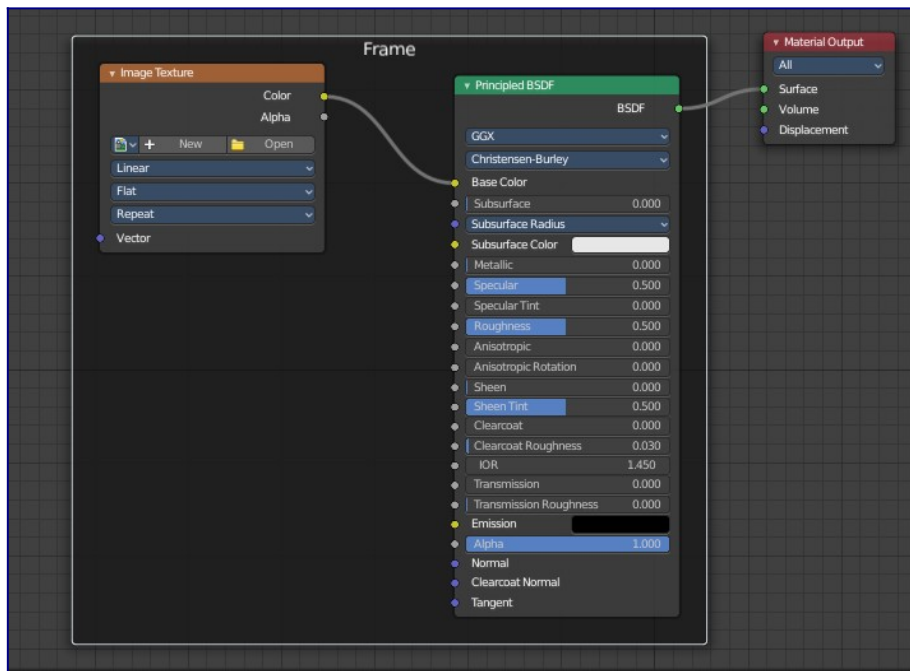 Frame
Image Texture
Color
Alpha
New Open
Linear
Flat
Repeat
Vector
Principled BSDF
BSDF
GGX
Christensen-Burley
Base Color
Subsurface 0.000
Subsurface Radius
Subsurface Color
Metallic 0.000
Specular 0.500
Specular Tint 0.000
Roughness 0.500
Anisotropic 0.000
Anisotropic Rotation 0.000
Sheen 0.000
Sheen Tint 0.500
Clearcoat 0.000
Clearcoat Roughness 0.030
IOR 1.450
Transmission 0.000
Transmission Roughness 0.000
Emission
Alpha 1.000
Normal
Clearcoat Normal
Tangent
Material Output
All
Surface
Volume
Displacement